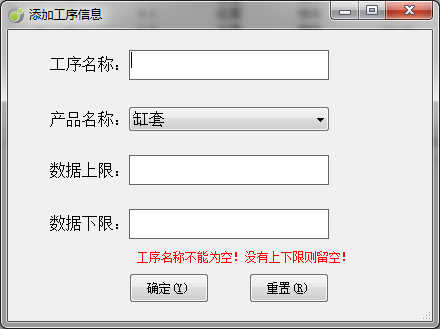 添加工序信息
工序名称：
产品名称： 缸套
数据上限：
数据下限：
工序名称不能为空！没有上下限则留空！
确定(Y) 重置(R)